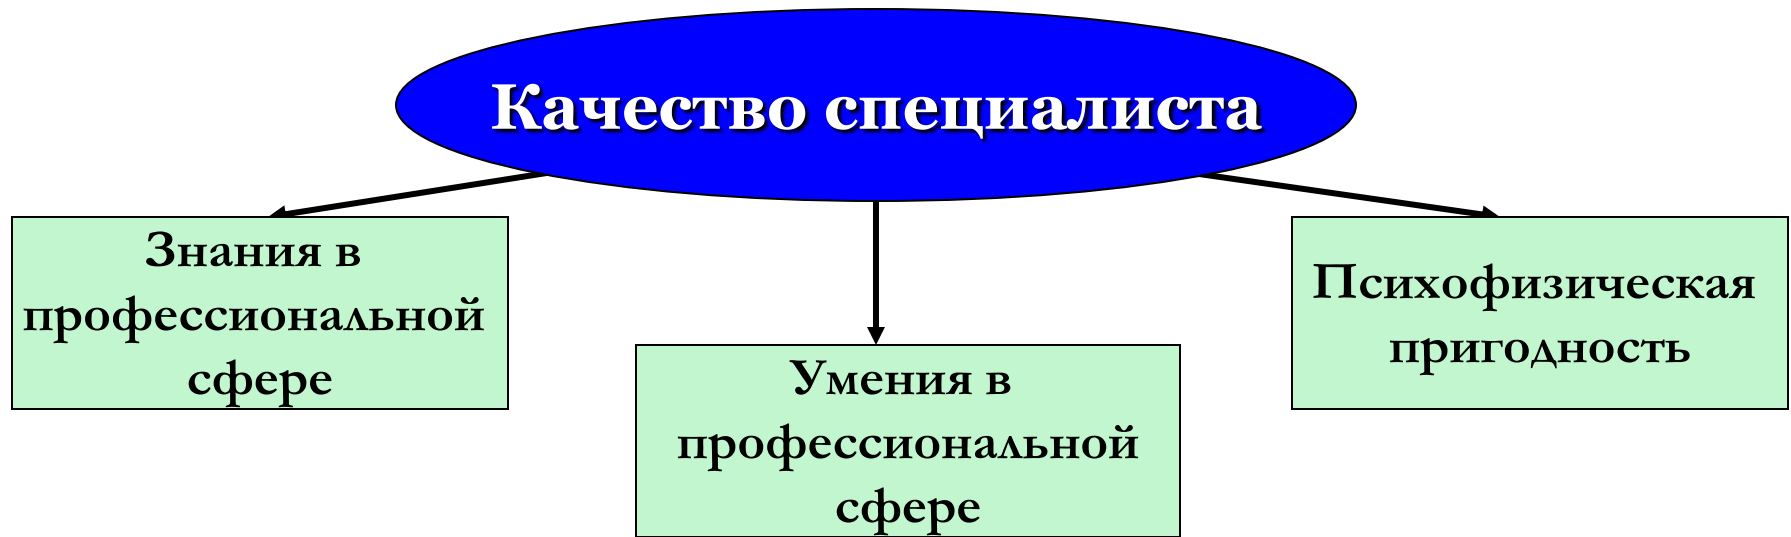 Качество специалиста
Знания в
профессиональной
сфере
Умения в
профессиональной
сфере
Психофизическая
пригодность